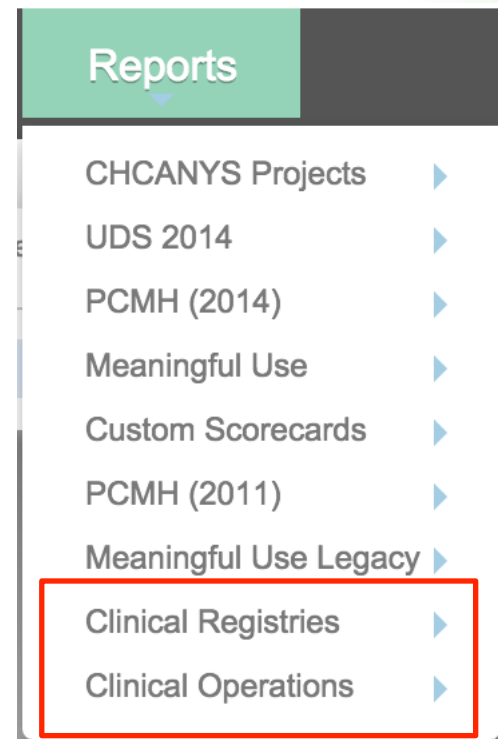 Reports
CHCANYS Projects
UDS 2014
PCMH (2014)
Meaningful Use
Custom Scorecards
PCMH (2011)
Meaningful Use Legacy
Clinical Registries
Clinical Operations